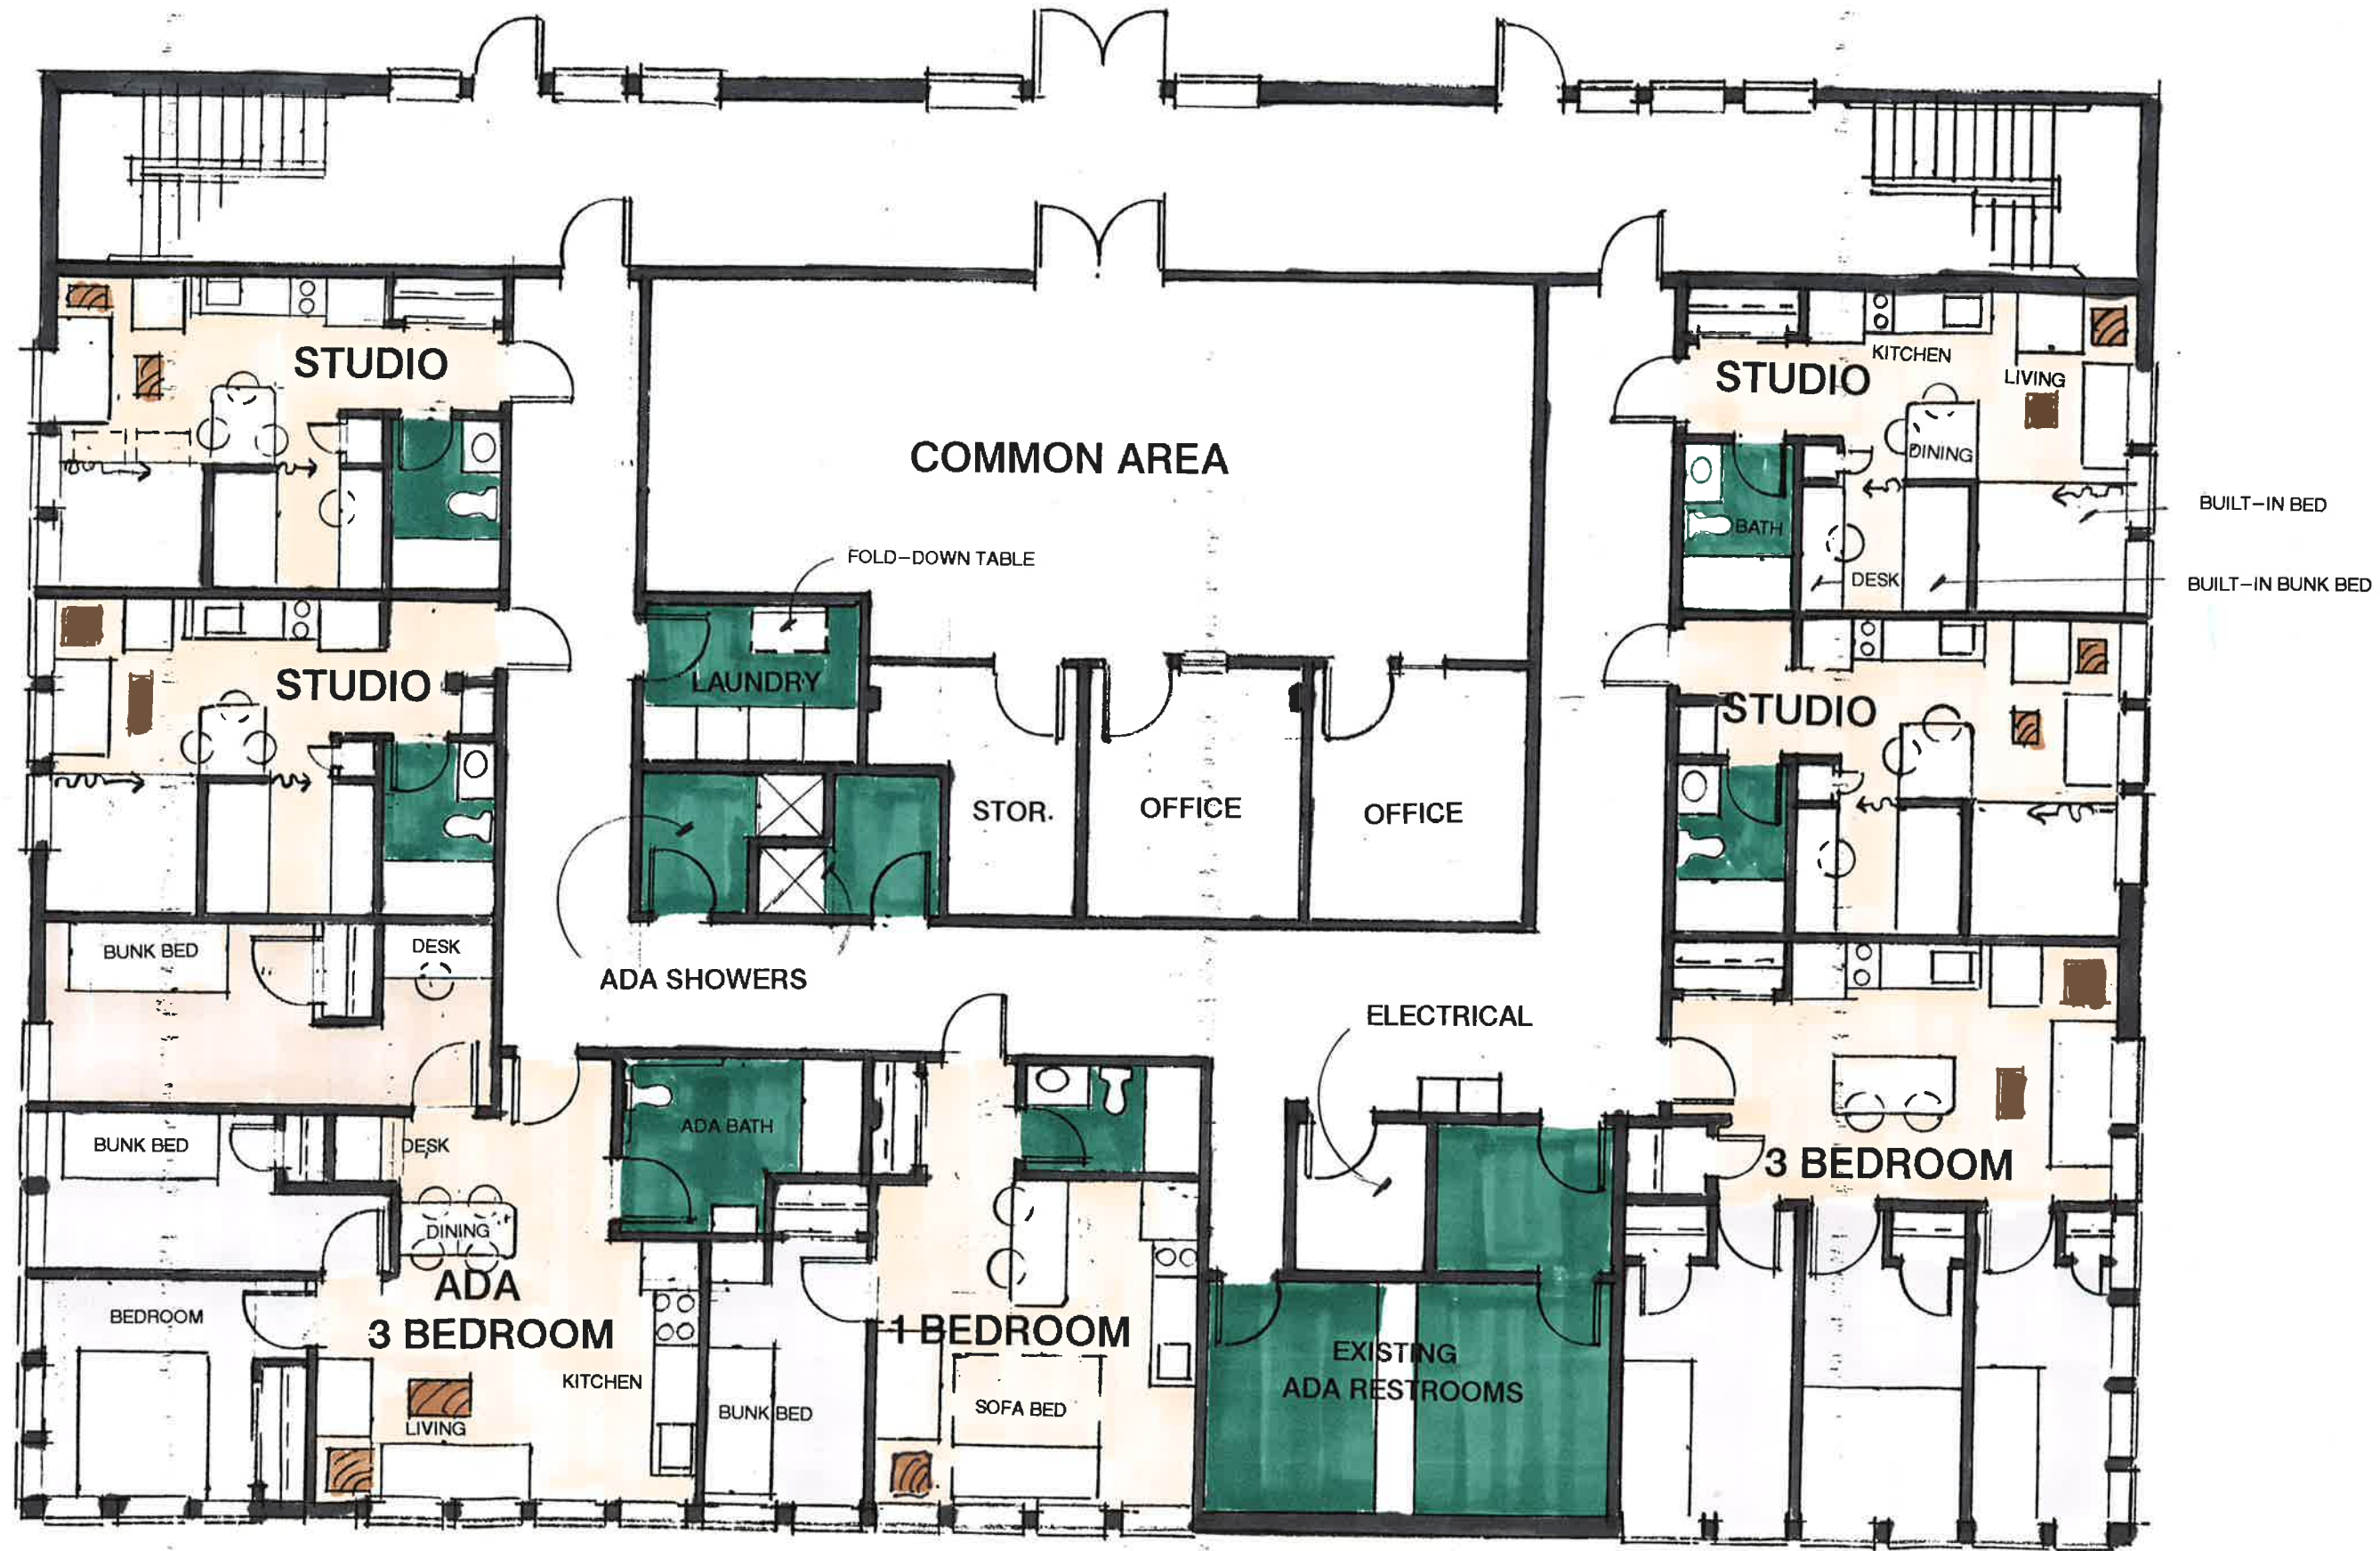 STUDIO
STUDIO
KITCHEN
LIVING
COMMON AREA
DINING
BUILT-IN BED
BATH
FOLD-DOWN TABLE
DESK
BUILT-IN BUNK BED
STUDIO
LAUNDRY
STUDIO
STOR.
OFFICE
OFFICE
BUNK BED
DESK
ADA SHOWERS
ELECTRICAL
BUNK BED
DESK
ADA BATH
3 BEDROOM
DINING
ADA
3 BEDROOM
BEDROOM
1 BEDROOM
EXISTING
ADA RESTROOMS
KITCHEN
LIVING
BUNK BED
SOFA BED